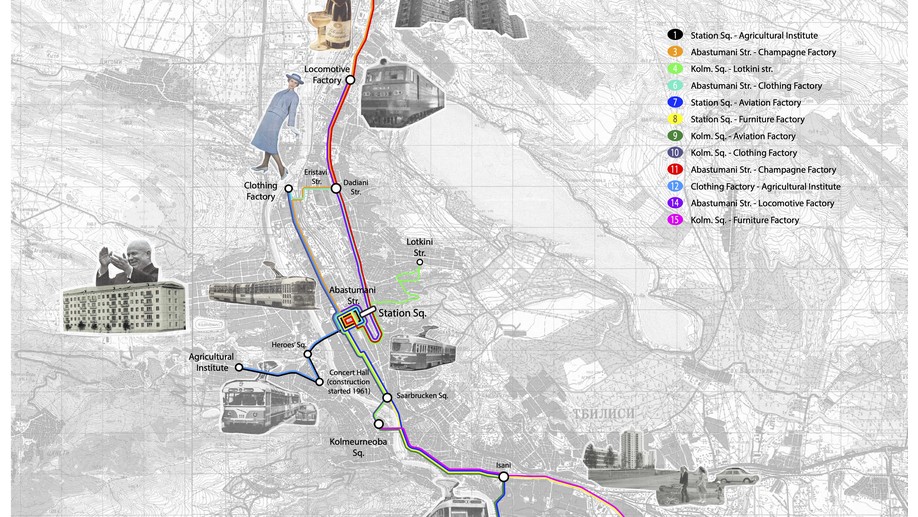 1 Station Sq. - Agricultural Institute
3 Abastumani Str. - Champagne Factory
4 Kolm. Sq. - Lotkini str.
6 Abastumani Str. - Clothing Factory
7 Station Sq. - Aviation Factory
8 Station Sq. - Furniture Factory
9 Kolm. Sq. - Aviation Factory
10 Kolm. Sq. - Clothing Factory
11 Abastumani Str. - Champagne Factory
12 Clothing Factory - Agricultural Institute
14 Abastumani Str. - Locomotive Factory
15 Kolm. Sq. - Furniture Factory
Locomotive
Factory
Eristavi
Str.
Clothing
Factory
Dadiani
Str.
Lotkini
Str.
Abastumani
Str.
Station Sq.
Heroes' Sq.
Agricultural
Institute
Concert Hall
(construction
started 1961)
Saarbrucken Sq.
ТБИЛИСИ
Kolmeurneoba
Sq.
Isani